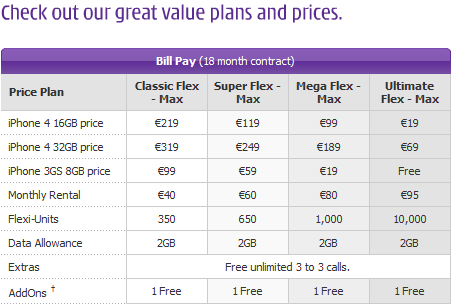 Check out our great value plans and prices.
Bill Pay (18 month contract)
Price Plan Classic Flex - Max Super Flex - Max Mega Flex - Max Ultimate Flex - Max
iPhone 4 16GB price €219 €119 €99 €19
iPhone 4 32GB price €319 €249 €189 €69
iPhone 3GS 8GB price €99 €59 €19 Free
Monthly Rental €40 €60 €80 €95
Flexi-Units 350 650 1,000 10,000
Data Allowance 2GB 2GB 2GB 2GB
Extras Free unlimited 3 to 3 calls.
AddOns † 1 Free 1 Free 1 Free 1 Free